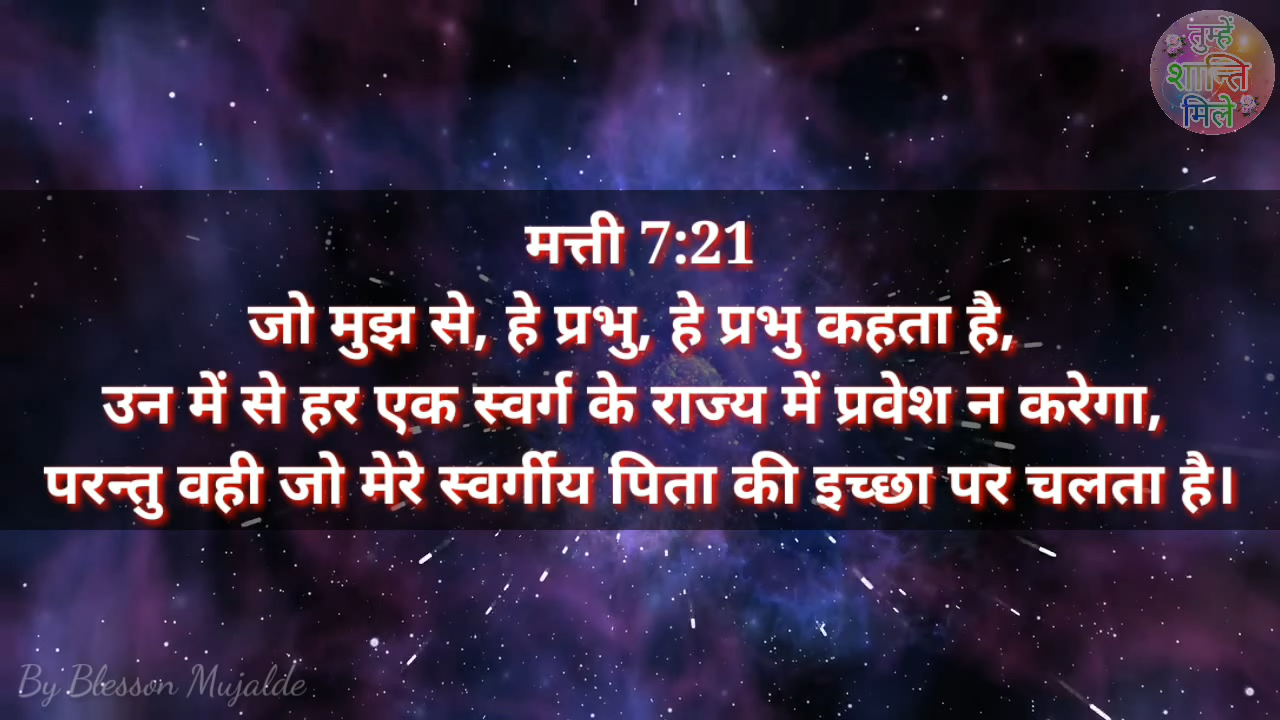 तुम्हें
शान्ति
मिले
मत्ती 7:21
जो मुझ से, हे प्रभु, हे प्रभु कहता है,
उन में से हर एक स्वर्ग के राज्य में प्रवेश न करेगा,
परन्तु वही जो मेरे स्वर्गीय पिता की इच्छा पर चलता है।
By Blesson Mujalde